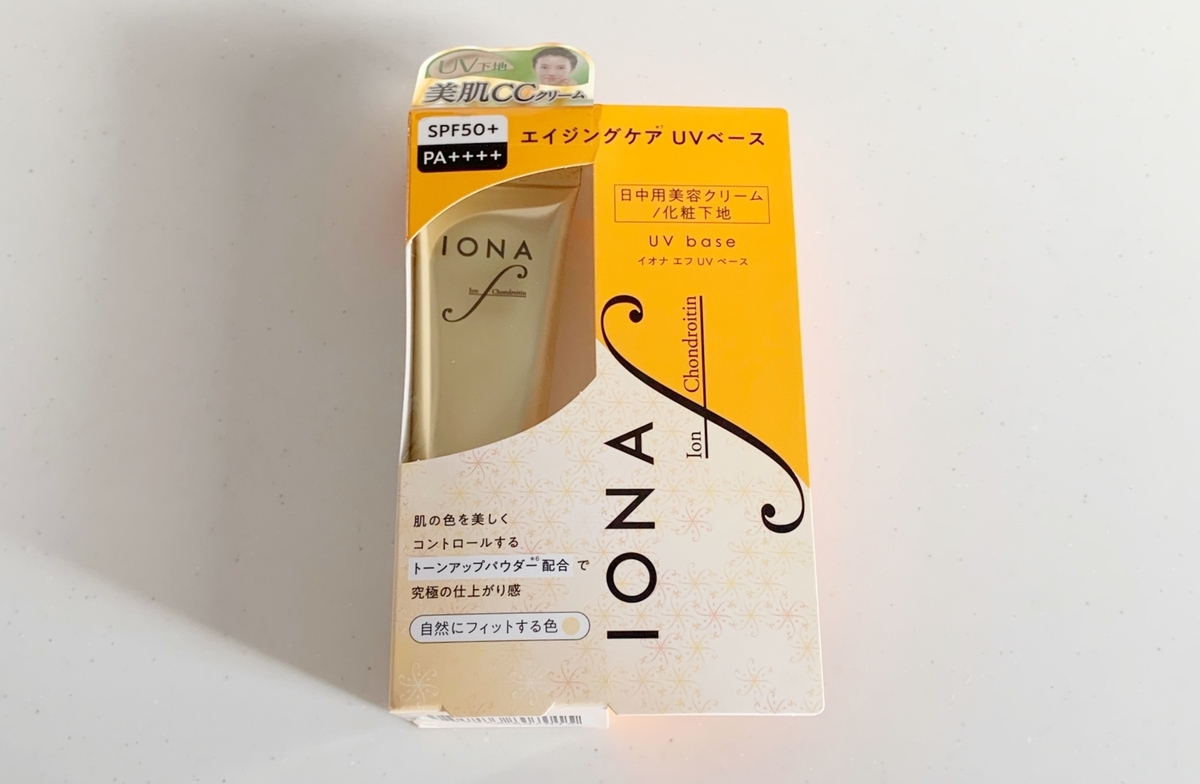 UV下地
美肌CCクリーム
SPF50+
PA++++
エイジングケア※7 UVベース
日中用美容クリーム
/化粧下地
UV base
イオナ エフ UV ベース
IONA
f
Ion Chondroitin
IONA
f
Ion Chondroitin
肌の色を美しく
コントロールする
トーンアップパウダー※6配合で
究極の仕上がり感
自然にフィットする色